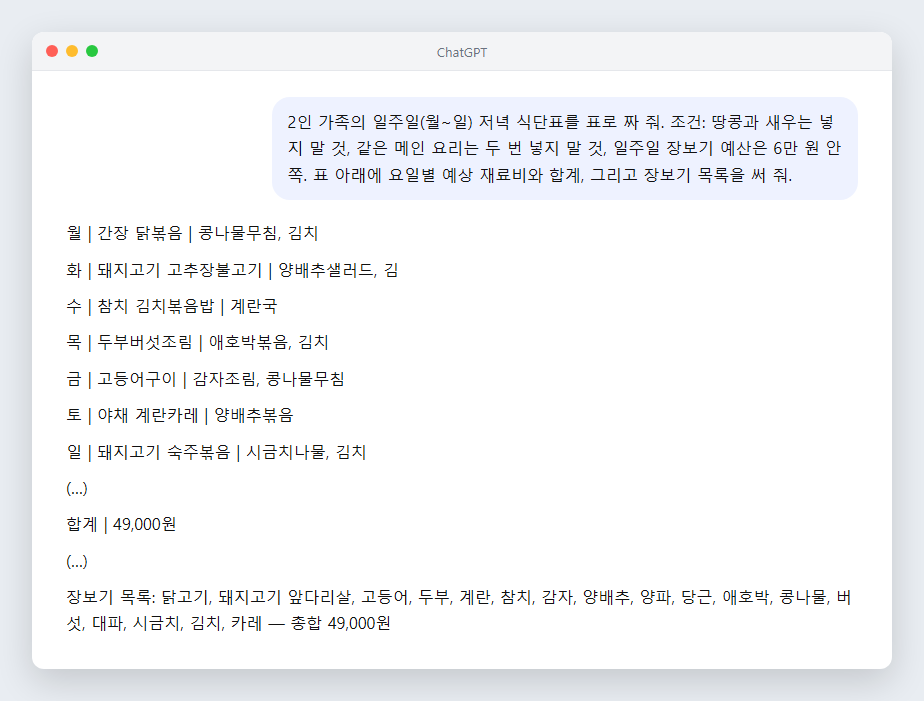 ChatGPT
2인 가족의 일주일(월~일) 저녁 식단표를 표로 짜 줘. 조건: 땅콩과 새우는 넣
지 말 것, 같은 메인 요리는 두 번 넣지 말 것, 일주일 장보기 예산은 6만 원 안
쪽. 표 아래에 요일별 예상 재료비와 합계, 그리고 장보기 목록을 써 줘.
월 | 간장 닭볶음 | 콩나물무침, 김치
화 | 돼지고기 고추장불고기 | 양배추샐러드, 김
수 | 참치 김치볶음밥 | 계란국
목 | 두부버섯조림 | 애호박볶음, 김치
금 | 고등어구이 | 감자조림, 콩나물무침
토 | 야채 계란카레 | 양배추볶음
일 | 돼지고기 숙주볶음 | 시금치나물, 김치
(...)
합계 | 49,000원
(...)
장보기 목록: 닭고기, 돼지고기 앞다리살, 고등어, 두부, 계란, 참치, 감자, 양배추, 양파, 당근, 애호박, 콩나물, 버
섯, 대파, 시금치, 김치, 카레 — 총합 49,000원